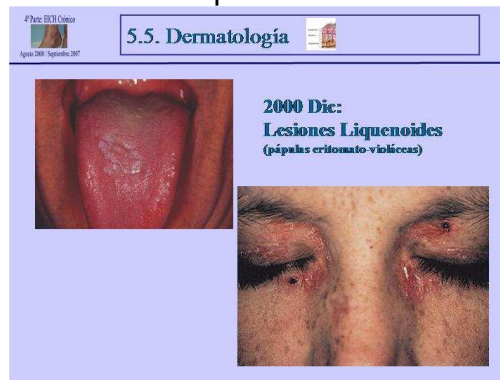 4ª Parte: EICH Crónico
Agosto 2000 / Septiembre 2007
5.5. Dermatología
2000 Dic:
Lesiones Liquenoides
(pápulas eritomato-violáceas)